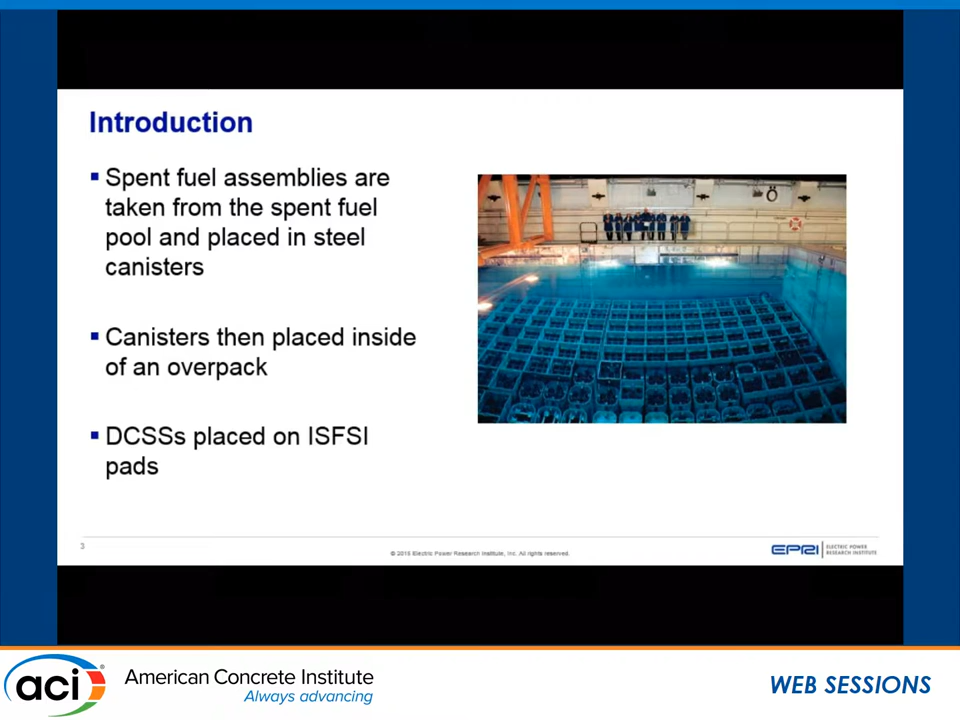 Introduction
▪ Spent fuel assemblies are
taken from the spent fuel
pool and placed in steel
canisters
▪ Canisters then placed inside
of an overpack
▪ DCSSs placed on ISFSI
pads
3
© 2015 Electric Power Research Institute, Inc. All rights reserved.
EPRI ELECTRIC POWER
RESEARCH INSTITUTE
aci®
American Concrete Institute
Always advancing
WEB SESSIONS